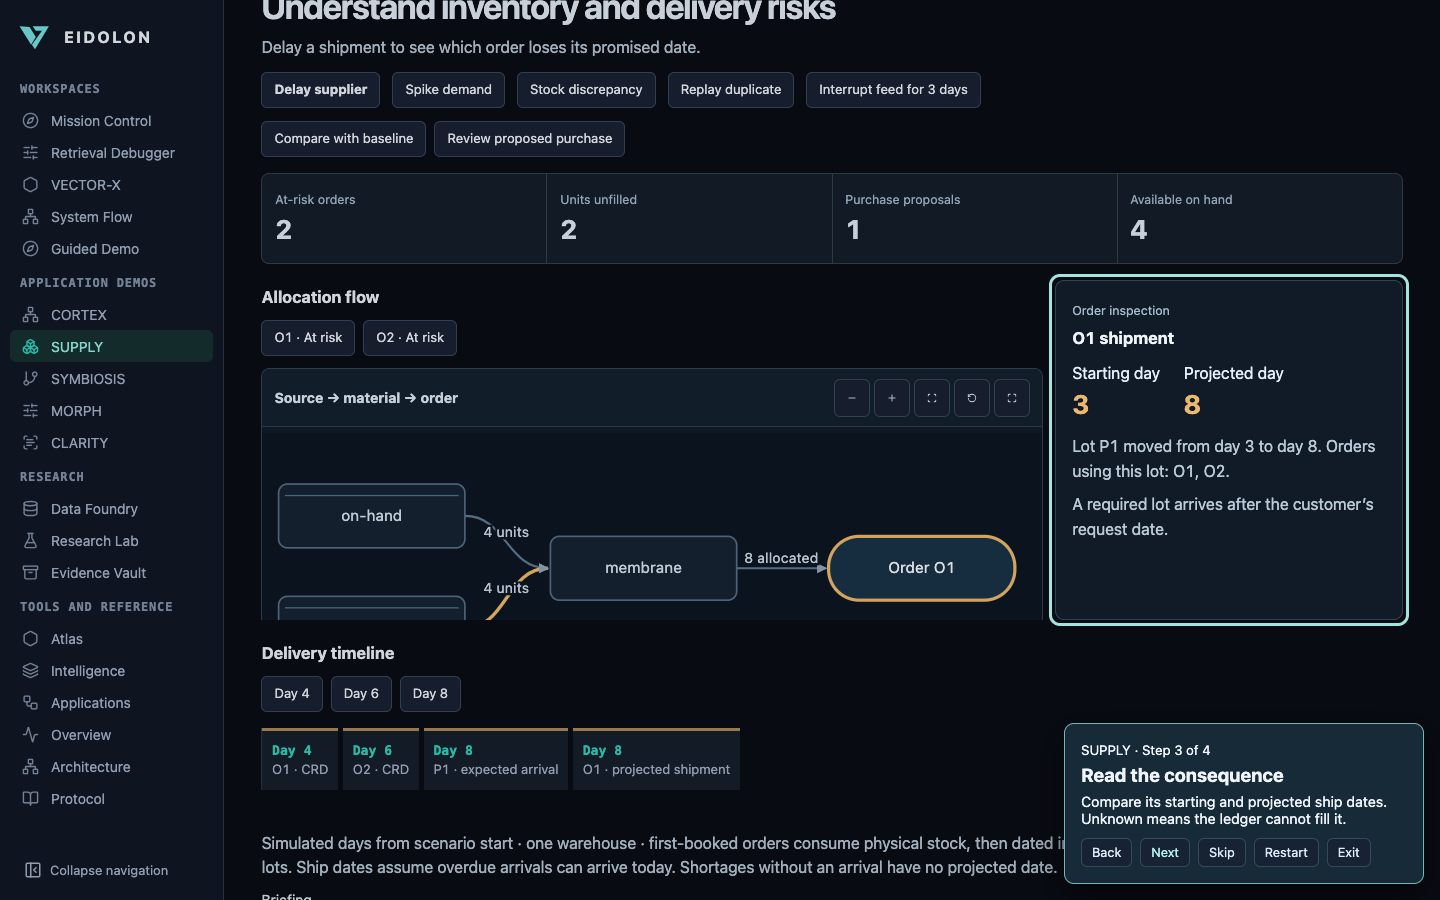 EIDOLON
WORKSPACES
Mission Control
Retrieval Debugger
VECTOR-X
System Flow
Guided Demo
APPLICATION DEMOS
CORTEX
SUPPLY
SYMBIOSIS
MORPH
CLARITY
RESEARCH
Data Foundry
Research Lab
Evidence Vault
TOOLS AND REFERENCE
Atlas
Intelligence
Applications
Overview
Architecture
Protocol
Collapse navigation
Understand inventory and delivery risks
Delay a shipment to see which order loses its promised date.
Delay supplier
Spike demand
Stock discrepancy
Replay duplicate
Interrupt feed for 3 days
Compare with baseline
Review proposed purchase
At-risk orders
2
Units unfilled
2
Purchase proposals
1
Available on hand
4
Allocation flow
O1 · At risk
O2 · At risk
Source → material → order
on-hand
4 units
4 units
membrane
8 allocated
Order O1
Order inspection
O1 shipment
Starting day
3
Projected day
8
Lot P1 moved from day 3 to day 8. Orders
using this lot: O1, O2.
A required lot arrives after the customer’s
request date.
Delivery timeline
Day 4
Day 6
Day 8
Day 4
O1 · CRD
Day 6
O2 · CRD
Day 8
P1 · expected arrival
Day 8
O1 · projected shipment
Simulated days from scenario start · one warehouse · first-booked orders consume physical stock, then dated
lots. Ship dates assume overdue arrivals can arrive today. Shortages without an arrival have no projected date.
Briefing
SUPPLY · Step 3 of 4
Read the consequence
Compare its starting and projected ship dates.
Unknown means the ledger cannot fill it.
Back
Next
Skip
Restart
Exit